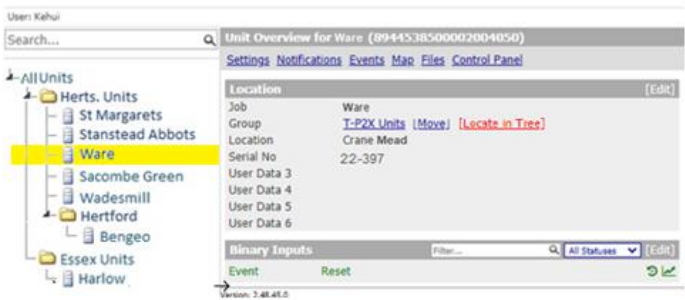 User: Kehui
Search...
AllUnits
Herts. Units
St Margarets
Stanstead Abbots
Ware
Sacombe Green
Wadesmill
Hertford
Bengeo
Essex Units
Harlow
Unit Overview for Ware (8944538500002004050)
Settings Notifications Events Map Files Control Panel
Location [Edit]
Job Ware
Group T-P2X Units [Move] [Locate in Tree]
Location Crane Mead
Serial No 22-397
User Data 3
User Data 4
User Data 5
User Data 6
Binary Inputs Filter... All Statuses [Edit]
Event Reset
Version: 2.48.45.0